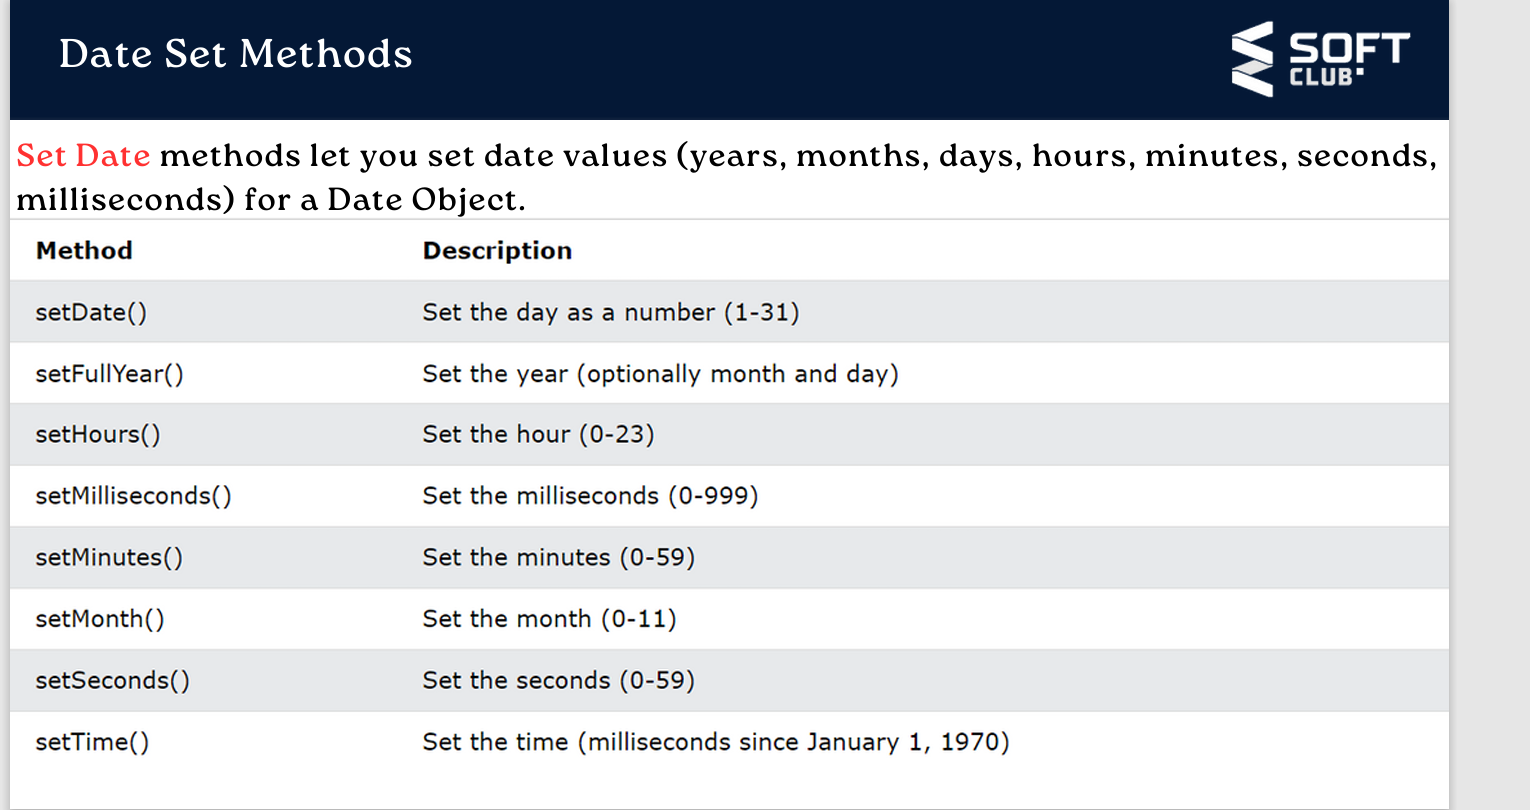 Date Set Methods
SOFT
CLUB
Set Date methods let you set date values (years, months, days, hours, minutes, seconds,
milliseconds) for a Date Object.
Method Description
setDate() Set the day as a number (1-31)
setFullYear() Set the year (optionally month and day)
setHours() Set the hour (0-23)
setMilliseconds() Set the milliseconds (0-999)
setMinutes() Set the minutes (0-59)
setMonth() Set the month (0-11)
setSeconds() Set the seconds (0-59)
setTime() Set the time (milliseconds since January 1, 1970)